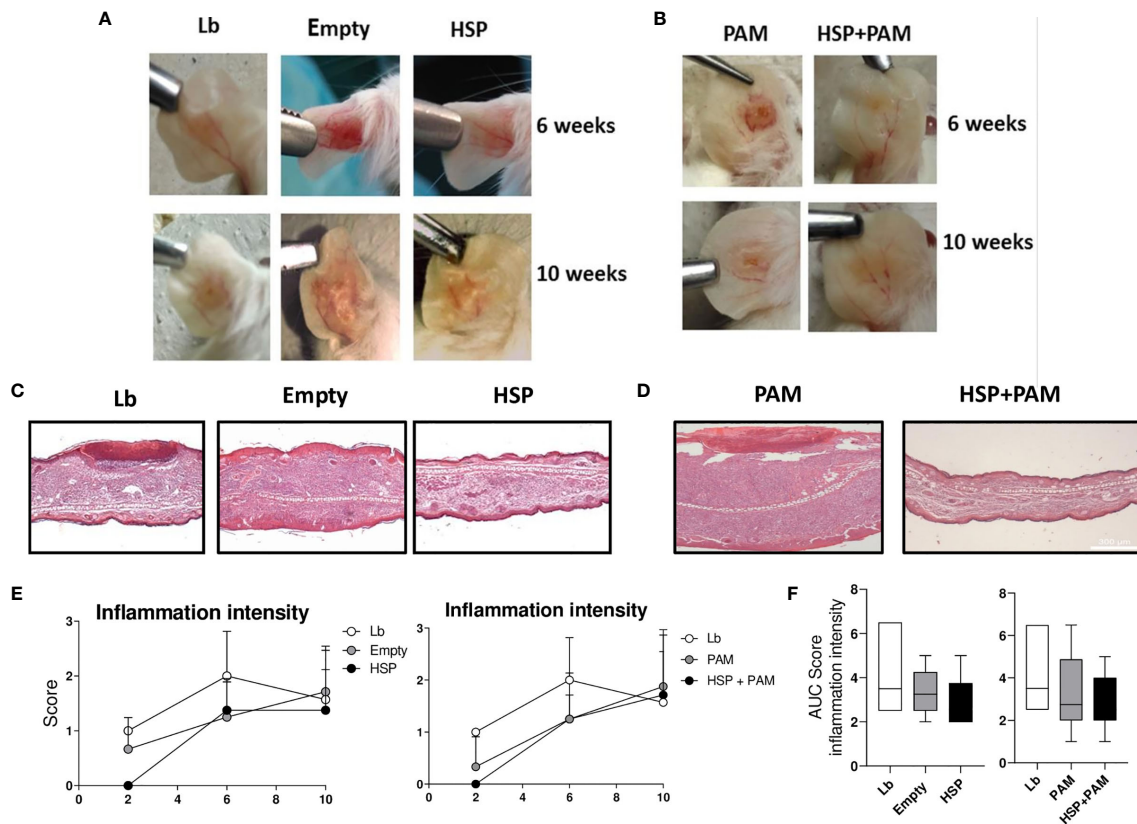 A
Lb Empty HSP
6 weeks
10 weeks
B
PAM HSP+PAM
6 weeks
10 weeks
C
Lb Empty HSP
D
PAM HSP+PAM
300 µm
E
Inflammation intensity
Score
3
2
1
0
0 2 4 6 8 10
Lb
Empty
HSP
Inflammation intensity
3
2
1
0
0 2 4 6 8 10
Lb
PAM
HSP + PAM
F
AUC Score
inflammation intensity
8
6
4
2
0
Lb Empty HSP
8
6
4
2
0
Lb PAM HSP+PAM